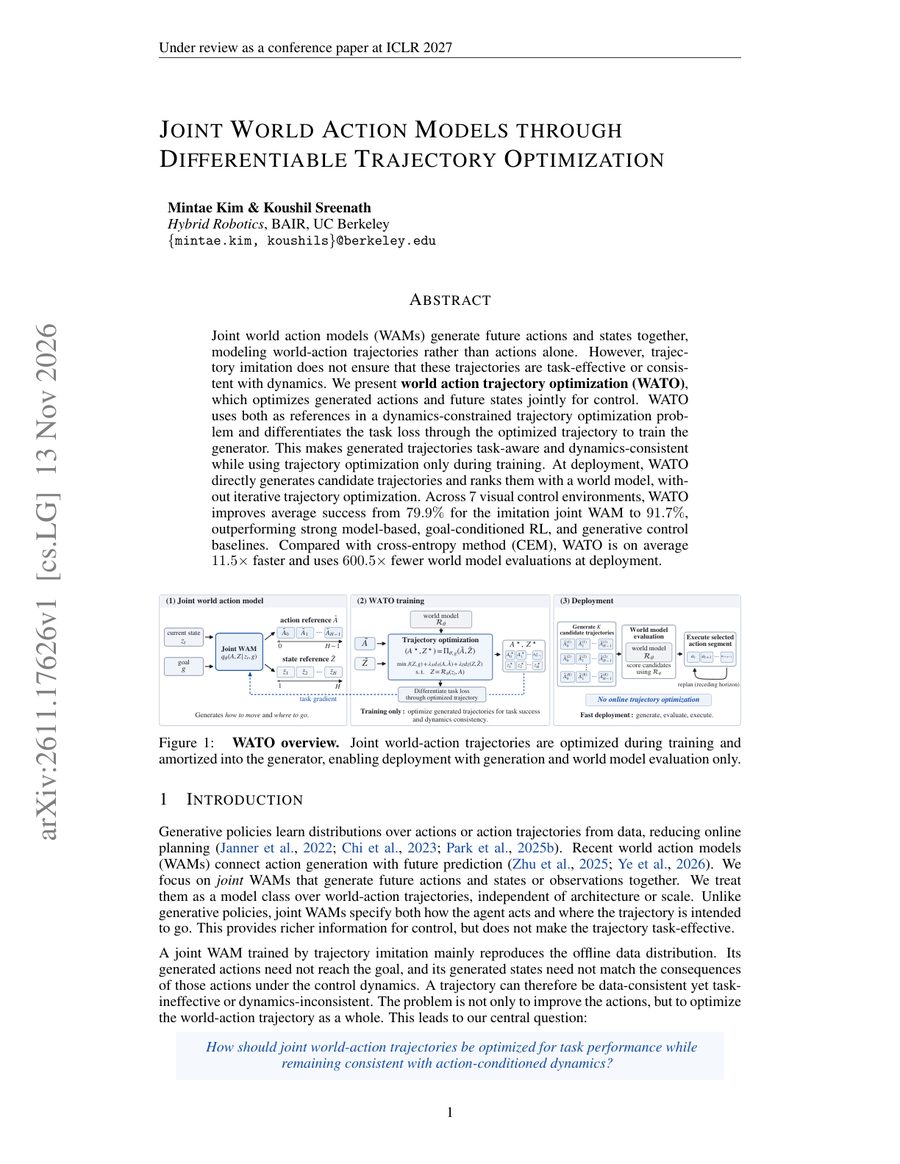 Under review as a conference paper at ICLR 2027
JOINT WORLD ACTION MODELS THROUGH
DIFFERENTIABLE TRAJECTORY OPTIMIZATION
Mintae Kim & Koushil Sreenath
Hybrid Robotics, BAIR, UC Berkeley
{mintae.kim, koushils}@berkeley.edu
ABSTRACT
Joint world action models (WAMs) generate future actions and states together,
modeling world-action trajectories rather than actions alone. However, trajec-
tory imitation does not ensure that these trajectories are task-effective or consis-
tent with dynamics. We present world action trajectory optimization (WATO),
which optimizes generated actions and future states jointly for control. WATO
uses both as references in a dynamics-constrained trajectory optimization prob-
lem and differentiates the task loss through the optimized trajectory to train the
generator. This makes generated trajectories task-aware and dynamics-consistent
while using trajectory optimization only during training. At deployment, WATO
directly generates candidate trajectories and ranks them with a world model, with-
out iterative trajectory optimization. Across 7 visual control environments, WATO
improves average success from 79.9% for the imitation joint WAM to 91.7%,
outperforming strong model-based, goal-conditioned RL, and generative control
baselines. Compared with cross-entropy method (CEM), WATO is on average
11.5× faster and uses 600.5× fewer world model evaluations at deployment.
arXiv:2611.17626v1 [cs.LG] 13 Nov 2026
(1) Joint world action model
current state
goal
g
Joint WAM
action reference Ã
0
H−1
state reference Z̃
1
H
task gradient
Generates how to move and where to go.
(2) WATO training
world model
Ã
Z̃
Trajectory optimization
Differentiate task loss
through optimized trajectory
A*, Z*
Training only: optimize generated trajectories for task success
and dynamics consistency.
(3) Deployment
Generate K
candidate trajectories
World model
evaluation
world model
score candidates
Execute selected
action segment
replan (receding horizon)
No online trajectory optimization
Fast deployment: generate, evaluate, execute.
Figure 1: WATO overview. Joint world-action trajectories are optimized during training and
amortized into the generator, enabling deployment with generation and world model evaluation only.
1 INTRODUCTION
Generative policies learn distributions over actions or action trajectories from data, reducing online
planning (Janner et al., 2022; Chi et al., 2023; Park et al., 2025b). Recent world action models
(WAMs) connect action generation with future prediction (Zhu et al., 2025; Ye et al., 2026). We
focus on joint WAMs that generate future actions and states or observations together. We treat
them as a model class over world-action trajectories, independent of architecture or scale. Unlike
generative policies, joint WAMs specify both how the agent acts and where the trajectory is intended
to go. This provides richer information for control, but does not make the trajectory task-effective.
A joint WAM trained by trajectory imitation mainly reproduces the offline data distribution. Its
generated actions need not reach the goal, and its generated states need not match the consequences
of those actions under the control dynamics. A trajectory can therefore be data-consistent yet task-
ineffective or dynamics-inconsistent. The problem is not only to improve the actions, but to optimize
the world-action trajectory as a whole. This leads to our central question:
How should joint world-action trajectories be optimized for task performance while
remaining consistent with action-conditioned dynamics?
1